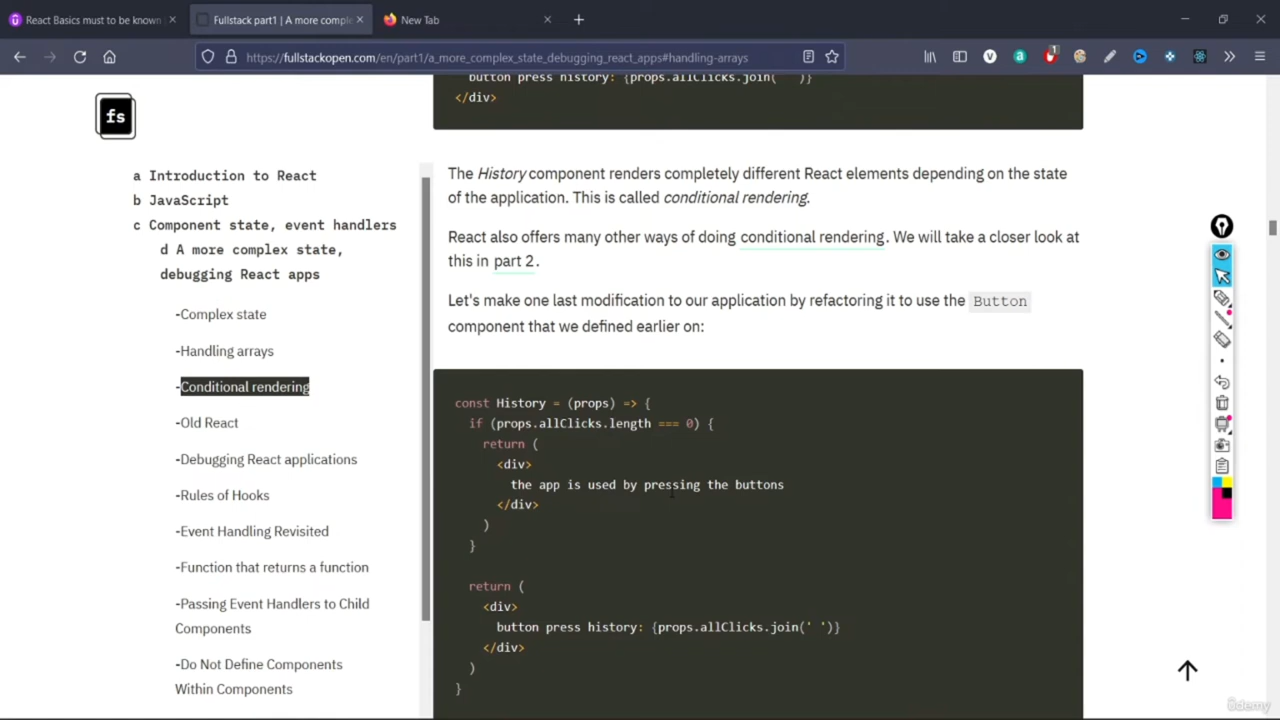 React Basics must to be known
Fullstack part1 | A more comple
New Tab
https://fullstackopen.com/en/part1/a_more_complex_state_debugging_react_apps#handling-arrays
fs
a Introduction to React
b JavaScript
c Component state, event handlers
d A more complex state,
debugging React apps
-Complex state
-Handling arrays
-Conditional rendering
-Old React
-Debugging React applications
-Rules of Hooks
-Event Handling Revisited
-Function that returns a function
-Passing Event Handlers to Child
Components
-Do Not Define Components
Within Components
button press history: {props.allClicks.join(' ')}
</div>
The History component renders completely different React elements depending on the state
of the application. This is called conditional rendering.
React also offers many other ways of doing conditional rendering. We will take a closer look at
this in part 2.
Let's make one last modification to our application by refactoring it to use the Button
component that we defined earlier on:
const History = (props) => {
if (props.allClicks.length === 0) {
return (
<div>
the app is used by pressing the buttons
</div>
)
}
return (
<div>
button press history: {props.allClicks.join(' ')}
</div>
)
}
Udemy